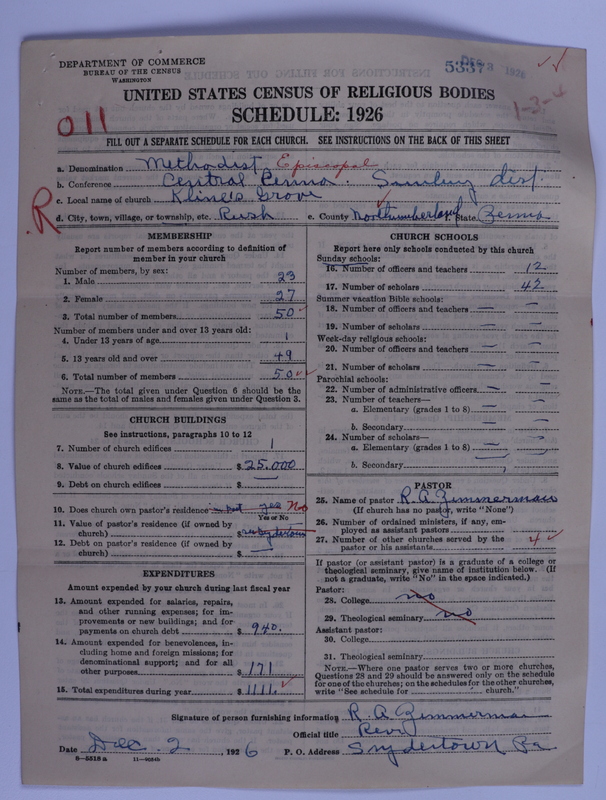 DEPARTMENT OF COMMERCE
BUREAU OF THE CENSUS
WASHINGTON
5337
DEC 3 1926
UNITED STATES CENSUS OF RELIGIOUS BODIES
SCHEDULE: 1926
1-3-4
011
FILL OUT A SEPARATE SCHEDULE FOR EACH CHURCH. SEE INSTRUCTIONS ON THE BACK OF THIS SHEET
a. Denomination Methodist Episcopal
b. Conference Central Penna. Sunbury dist.
c. Local name of church Klines Grove
R
d. City, town, village, or township, etc. Rush e. County Northumberland f. State Penna
MEMBERSHIP
Report number of members according to definition of member in your church
Number of members, by sex:
1. Male 23
2. Female 27
3. Total number of members 50
Number of members under and over 13 years old:
4. Under 13 years of age 1
5. 13 years old and over 49
6. Total number of members 50
NOTE.—The total given under Question 6 should be the same as the total of males and females given under Question 3.
CHURCH BUILDINGS
See instructions, paragraphs 10 to 12
7. Number of church edifices 1
8. Value of church edifices $ 25.000
9. Debt on church edifices $ —
10. Does church own pastor's residence yes No
Yes or No
11. Value of pastor's residence (if owned by church) $
12. Debt on pastor's residence (if owned by church) $ —
EXPENDITURES
Amount expended by your church during last fiscal year
13. Amount expended for salaries, repairs, and other running expenses; for improvements or new buildings; and for payments on church debt $ 940.
14. Amount expended for benevolences, including home and foreign missions; for denominational support; and for all other purposes $ 171
15. Total expenditures during year $ 1111.
CHURCH SCHOOLS
Report here only schools conducted by this church
Sunday schools:
16. Number of officers and teachers 12
17. Number of scholars 42
Summer vacation Bible schools:
18. Number of officers and teachers —
19. Number of scholars —
Week-day religious schools:
20. Number of officers and teachers —
21. Number of scholars —
Parochial schools:
22. Number of administrative officers —
23. Number of teachers—
a. Elementary (grades 1 to 8) —
b. Secondary —
24. Number of scholars—
a. Elementary (grades 1 to 8) —
b. Secondary
PASTOR
25. Name of pastor R. A. Zimmerman
(If church has no pastor, write "None")
26. Number of ordained ministers, if any, employed as assistant pastors
27. Number of other churches served by the pastor or his assistants 4
If pastor (or assistant pastor) is a graduate of a college or theological seminary, give name of institution below. (If not a graduate, write "No" in the space indicated.)
Pastor:
28. College no
29. Theological seminary no
Assistant pastor:
30. College
31. Theological seminary
NOTE.—Where one pastor serves two or more churches, Questions 28 and 29 should be answered only on the schedule for one of the churches; on the schedules for the other churches, write "See schedule for church."
Signature of person furnishing information R. A. Zimmerman
Official title Rev.
Date Dec. 2, 1926 P. O. Address Snydertown Pa
8—5518 a